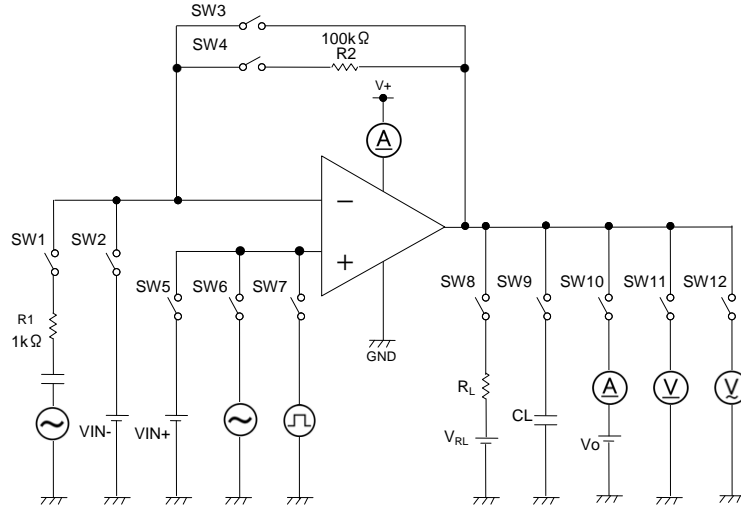 SW3
SW4
100kΩ
R2
V+
A
−
+
SW1
SW2
SW5
SW6
SW7
SW8
SW9
SW10
SW11
SW12
GND
R1
1kΩ
VIN-
VIN+
RL
VRL
CL
A
Vo
V
V